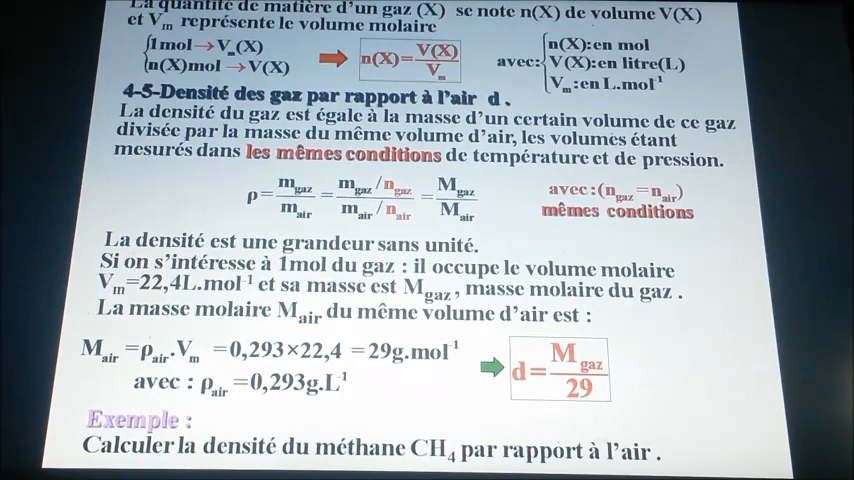 La quantité de matière d'un gaz (X) se note n(X) de volume V(X)
et Vm représente le volume molaire
1mol→Vm(X)
n(X)mol→V(X)
n(X)=V(X)/Vm
avec:
n(X):en mol
V(X):en litre(L)
Vm:en L.mol⁻¹
4-5-Densité des gaz par rapport à l'air d.
La densité du gaz est égale à la masse d'un certain volume de ce gaz
divisée par la masse du même volume d'air, les volumes étant
mesurés dans les mêmes conditions de température et de pression.
ρ=mgaz/mair=(mgaz/ngaz)/(mair/nair)=Mgaz/Mair
avec:(ngaz=nair)
mêmes conditions
La densité est une grandeur sans unité.
Si on s'intéresse à 1mol du gaz : il occupe le volume molaire
Vm=22,4L.mol⁻¹ et sa masse est Mgaz, masse molaire du gaz.
La masse molaire Mair du même volume d'air est :
Mair=ρair.Vm =0,293×22,4 =29g.mol⁻¹
avec : ρair=0,293g.L⁻¹
d=Mgaz/29
Exemple :
Calculer la densité du méthane CH₄ par rapport à l'air.